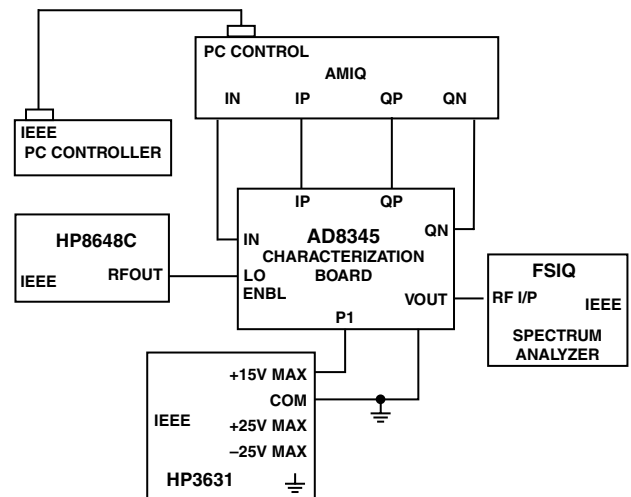 PC CONTROL
AMIQ
IN IP QP QN
IEEE
PC CONTROLLER
IP QP
IN
QN
AD8345
CHARACTERIZATION
BOARD
LO
ENBL
VOUT
P1
HP8648C
RFOUT
IEEE
FSIQ
RF I/P
IEEE
SPECTRUM
ANALYZER
+15V MAX
COM
IEEE
+25V MAX
–25V MAX
HP3631